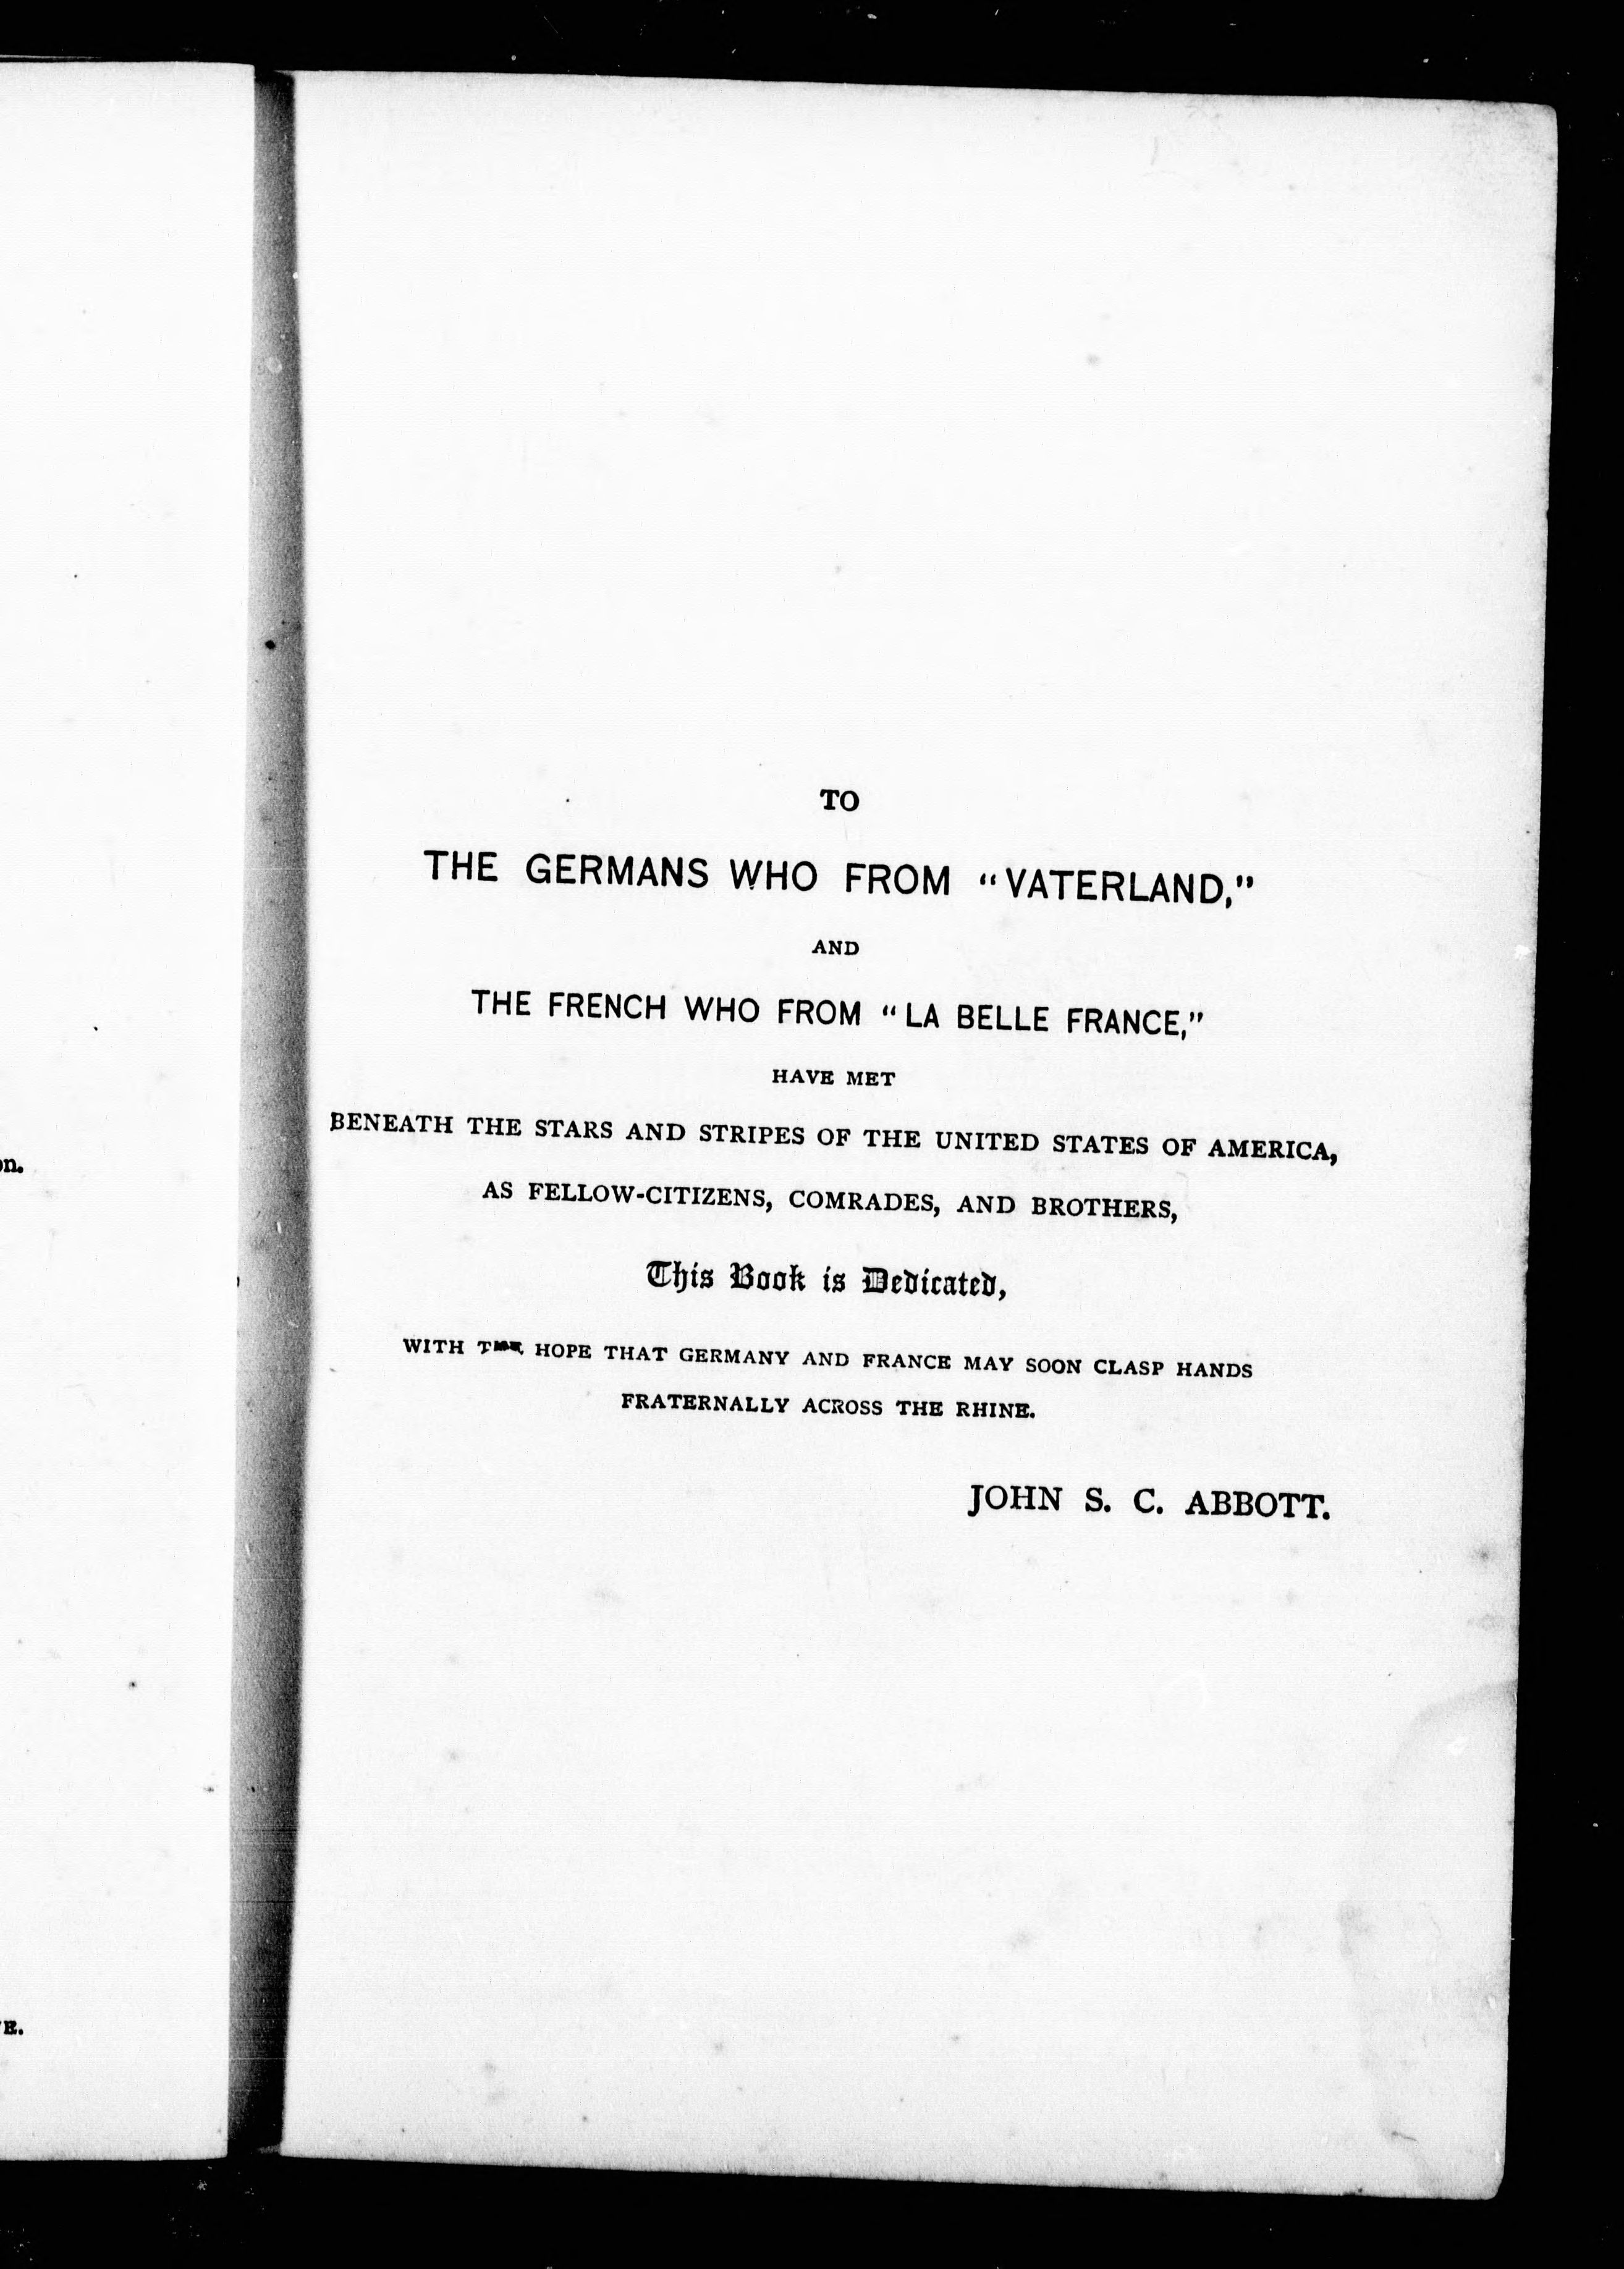 TO
THE GERMANS WHO FROM "VATERLAND,"
AND
THE FRENCH WHO FROM "LA BELLE FRANCE,"
HAVE MET
BENEATH THE STARS AND STRIPES OF THE UNITED STATES OF AMERICA,
AS FELLOW-CITIZENS, COMRADES, AND BROTHERS,
This Book is Dedicated,
WITH THE HOPE THAT GERMANY AND FRANCE MAY SOON CLASP HANDS
FRATERNALLY ACROSS THE RHINE.
JOHN S. C. ABBOTT.